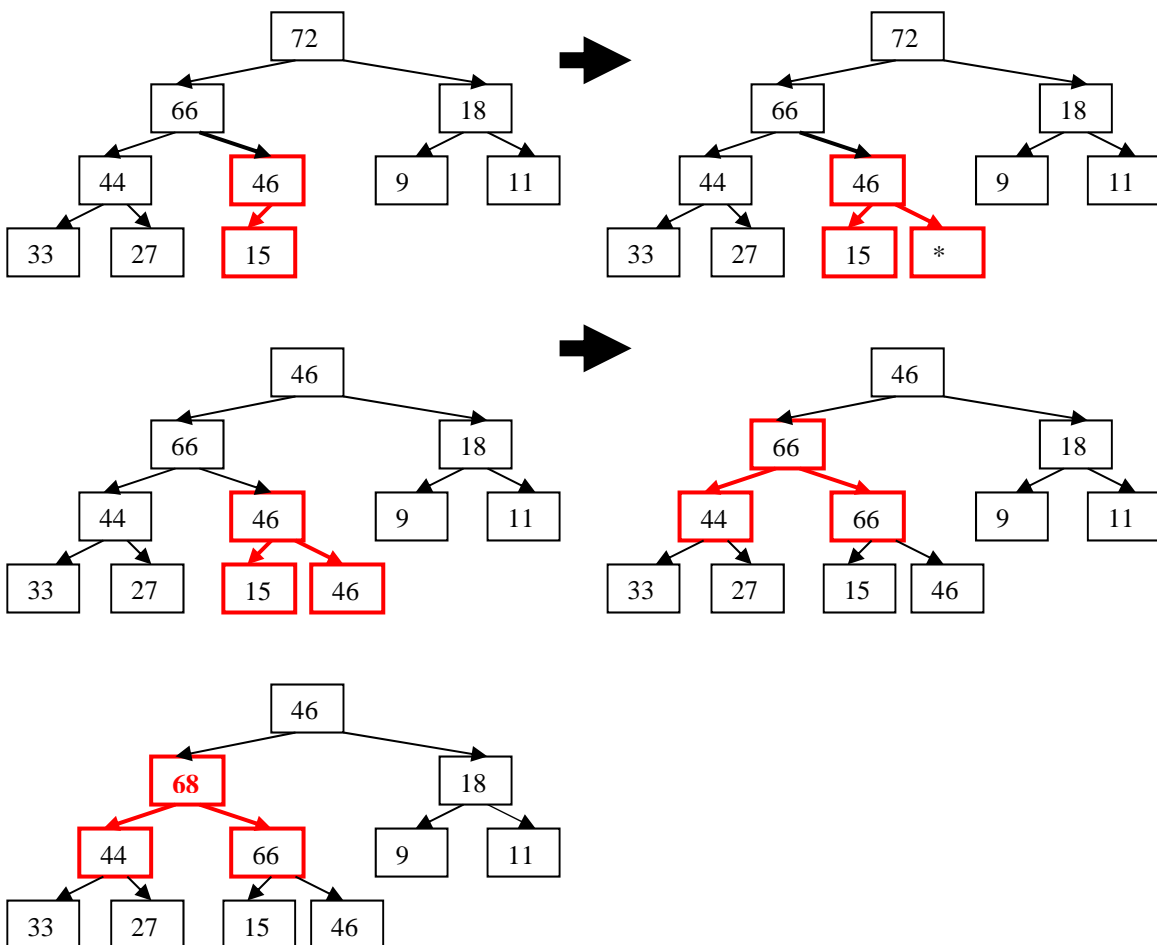 72 72
66 18 66 18
44 46 9 11 44 46 9 11
33 27 15 33 27 15 *
46 46
66 18 66 18
44 46 9 11 44 66 9 11
33 27 15 46 33 27 15 46
46
68 18
44 66 9 11
33 27 15 46